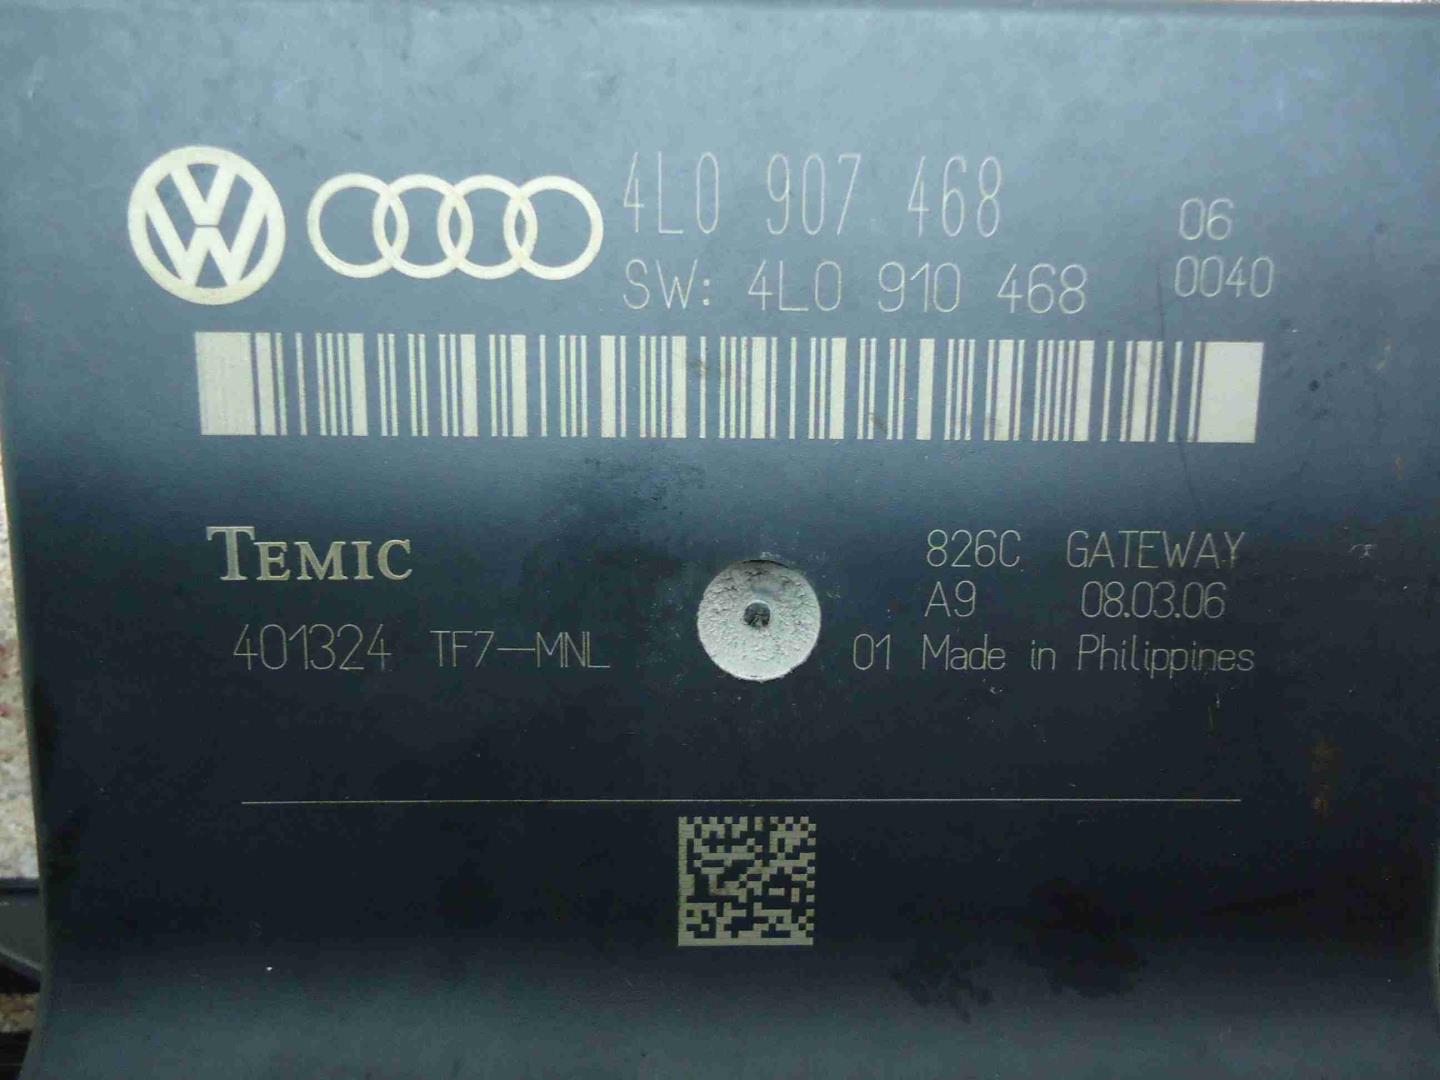 4L0 907 468 06
SW: 4L0 910 468 0040
TEMIC 826C GATEWAY
A9 08.03.06
401324 TF7-MNL 01 Made in Philippines